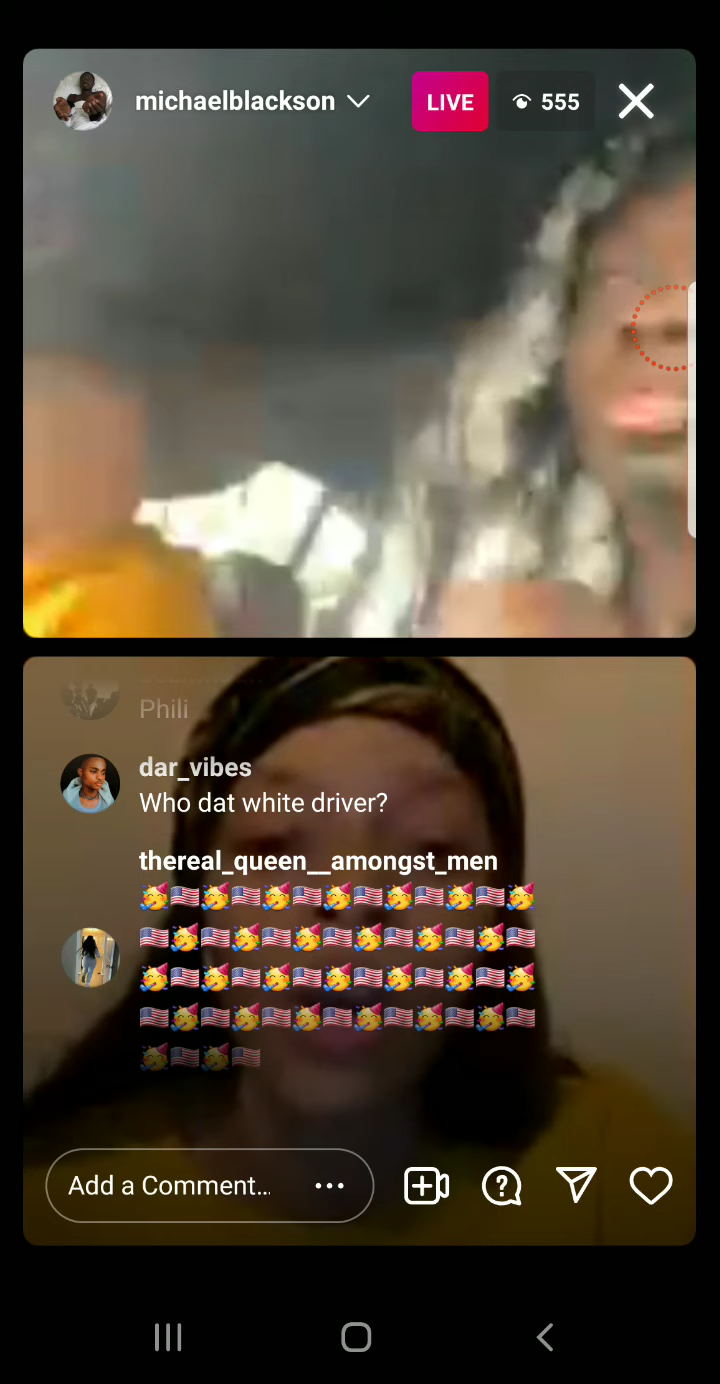 michaelblackson
LIVE
555
Phili
dar_vibes
Who dat white driver?
thereal_queen__amongst_men
🥳🇺🇸🥳🇺🇸🥳🇺🇸🥳🇺🇸🥳🇺🇸🥳🇺🇸🥳
🇺🇸🥳🇺🇸🥳🇺🇸🥳🇺🇸🥳🇺🇸🥳🇺🇸🥳🇺🇸
🥳🇺🇸🥳🇺🇸🥳🇺🇸🥳🇺🇸🥳🇺🇸🥳🇺🇸🥳
🇺🇸🥳🇺🇸🥳🇺🇸🥳🇺🇸🥳🇺🇸🥳🇺🇸🥳🇺🇸
🥳🇺🇸🥳🇺🇸
Add a Comment...